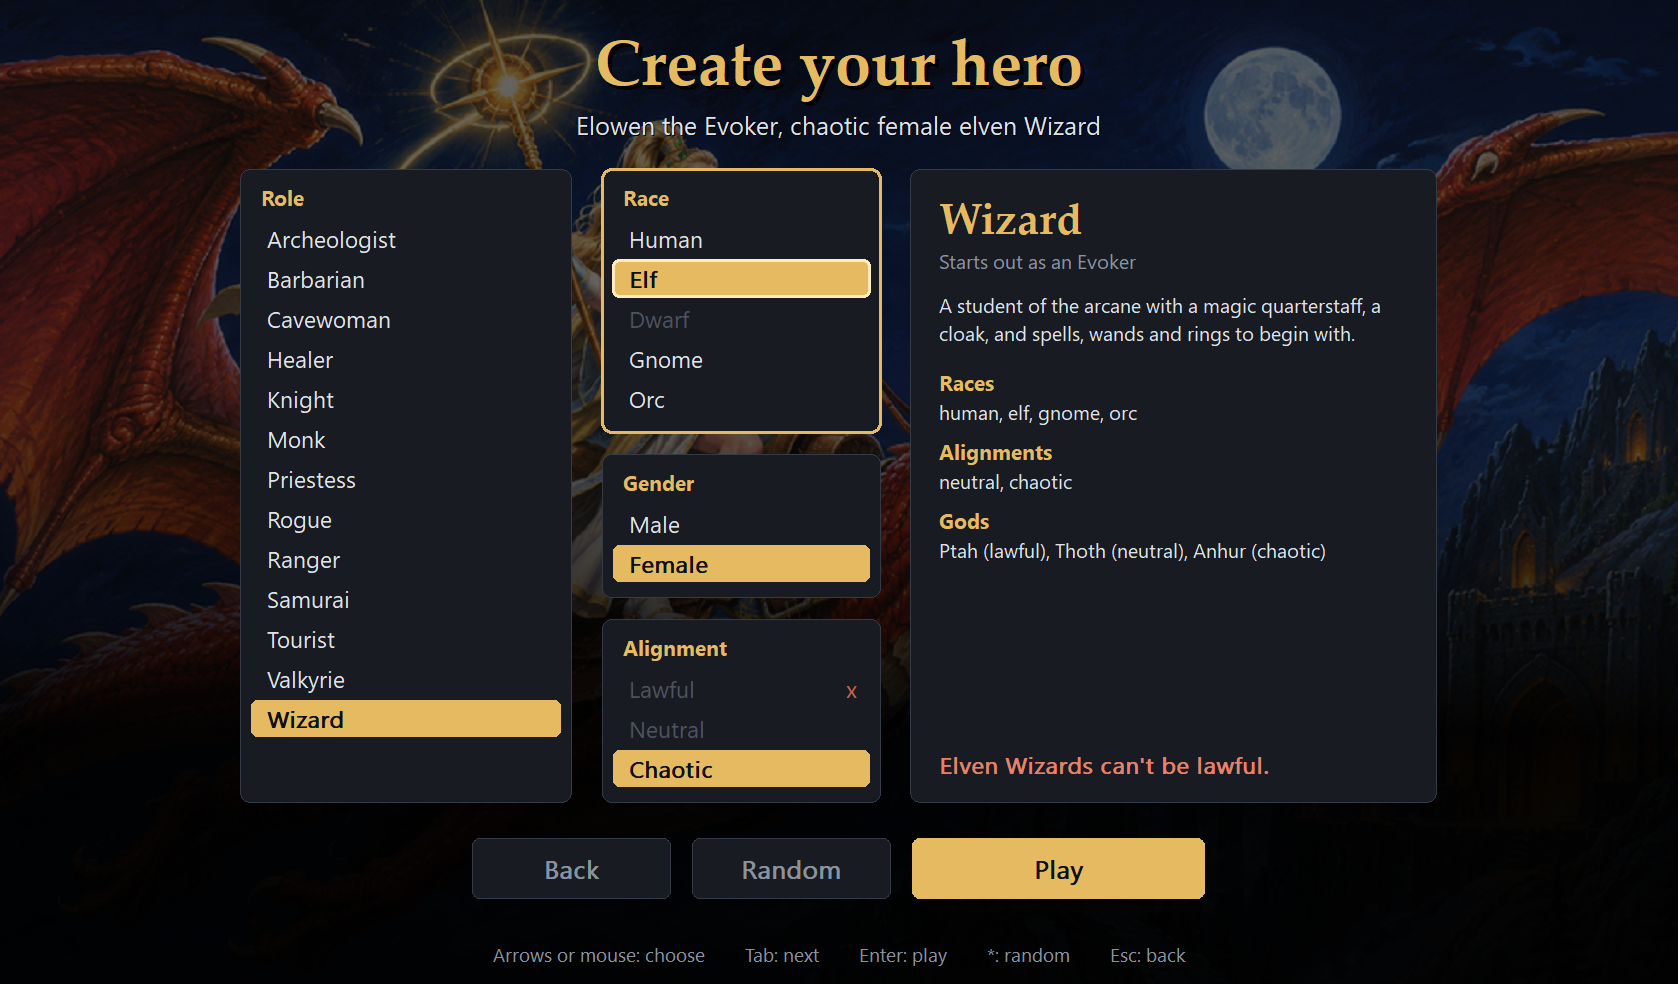 Create your hero
Elowen the Evoker, chaotic female elven Wizard
Role
Archeologist
Barbarian
Cavewoman
Healer
Knight
Monk
Priestess
Rogue
Ranger
Samurai
Tourist
Valkyrie
Wizard
Race
Human
Elf
Dwarf
Gnome
Orc
Gender
Male
Female
Alignment
Lawful x
Neutral
Chaotic
Wizard
Starts out as an Evoker
A student of the arcane with a magic quarterstaff, a
cloak, and spells, wands and rings to begin with.
Races
human, elf, gnome, orc
Alignments
neutral, chaotic
Gods
Ptah (lawful), Thoth (neutral), Anhur (chaotic)
Elven Wizards can't be lawful.
Back
Random
Play
Arrows or mouse: choose Tab: next Enter: play *: random Esc: back